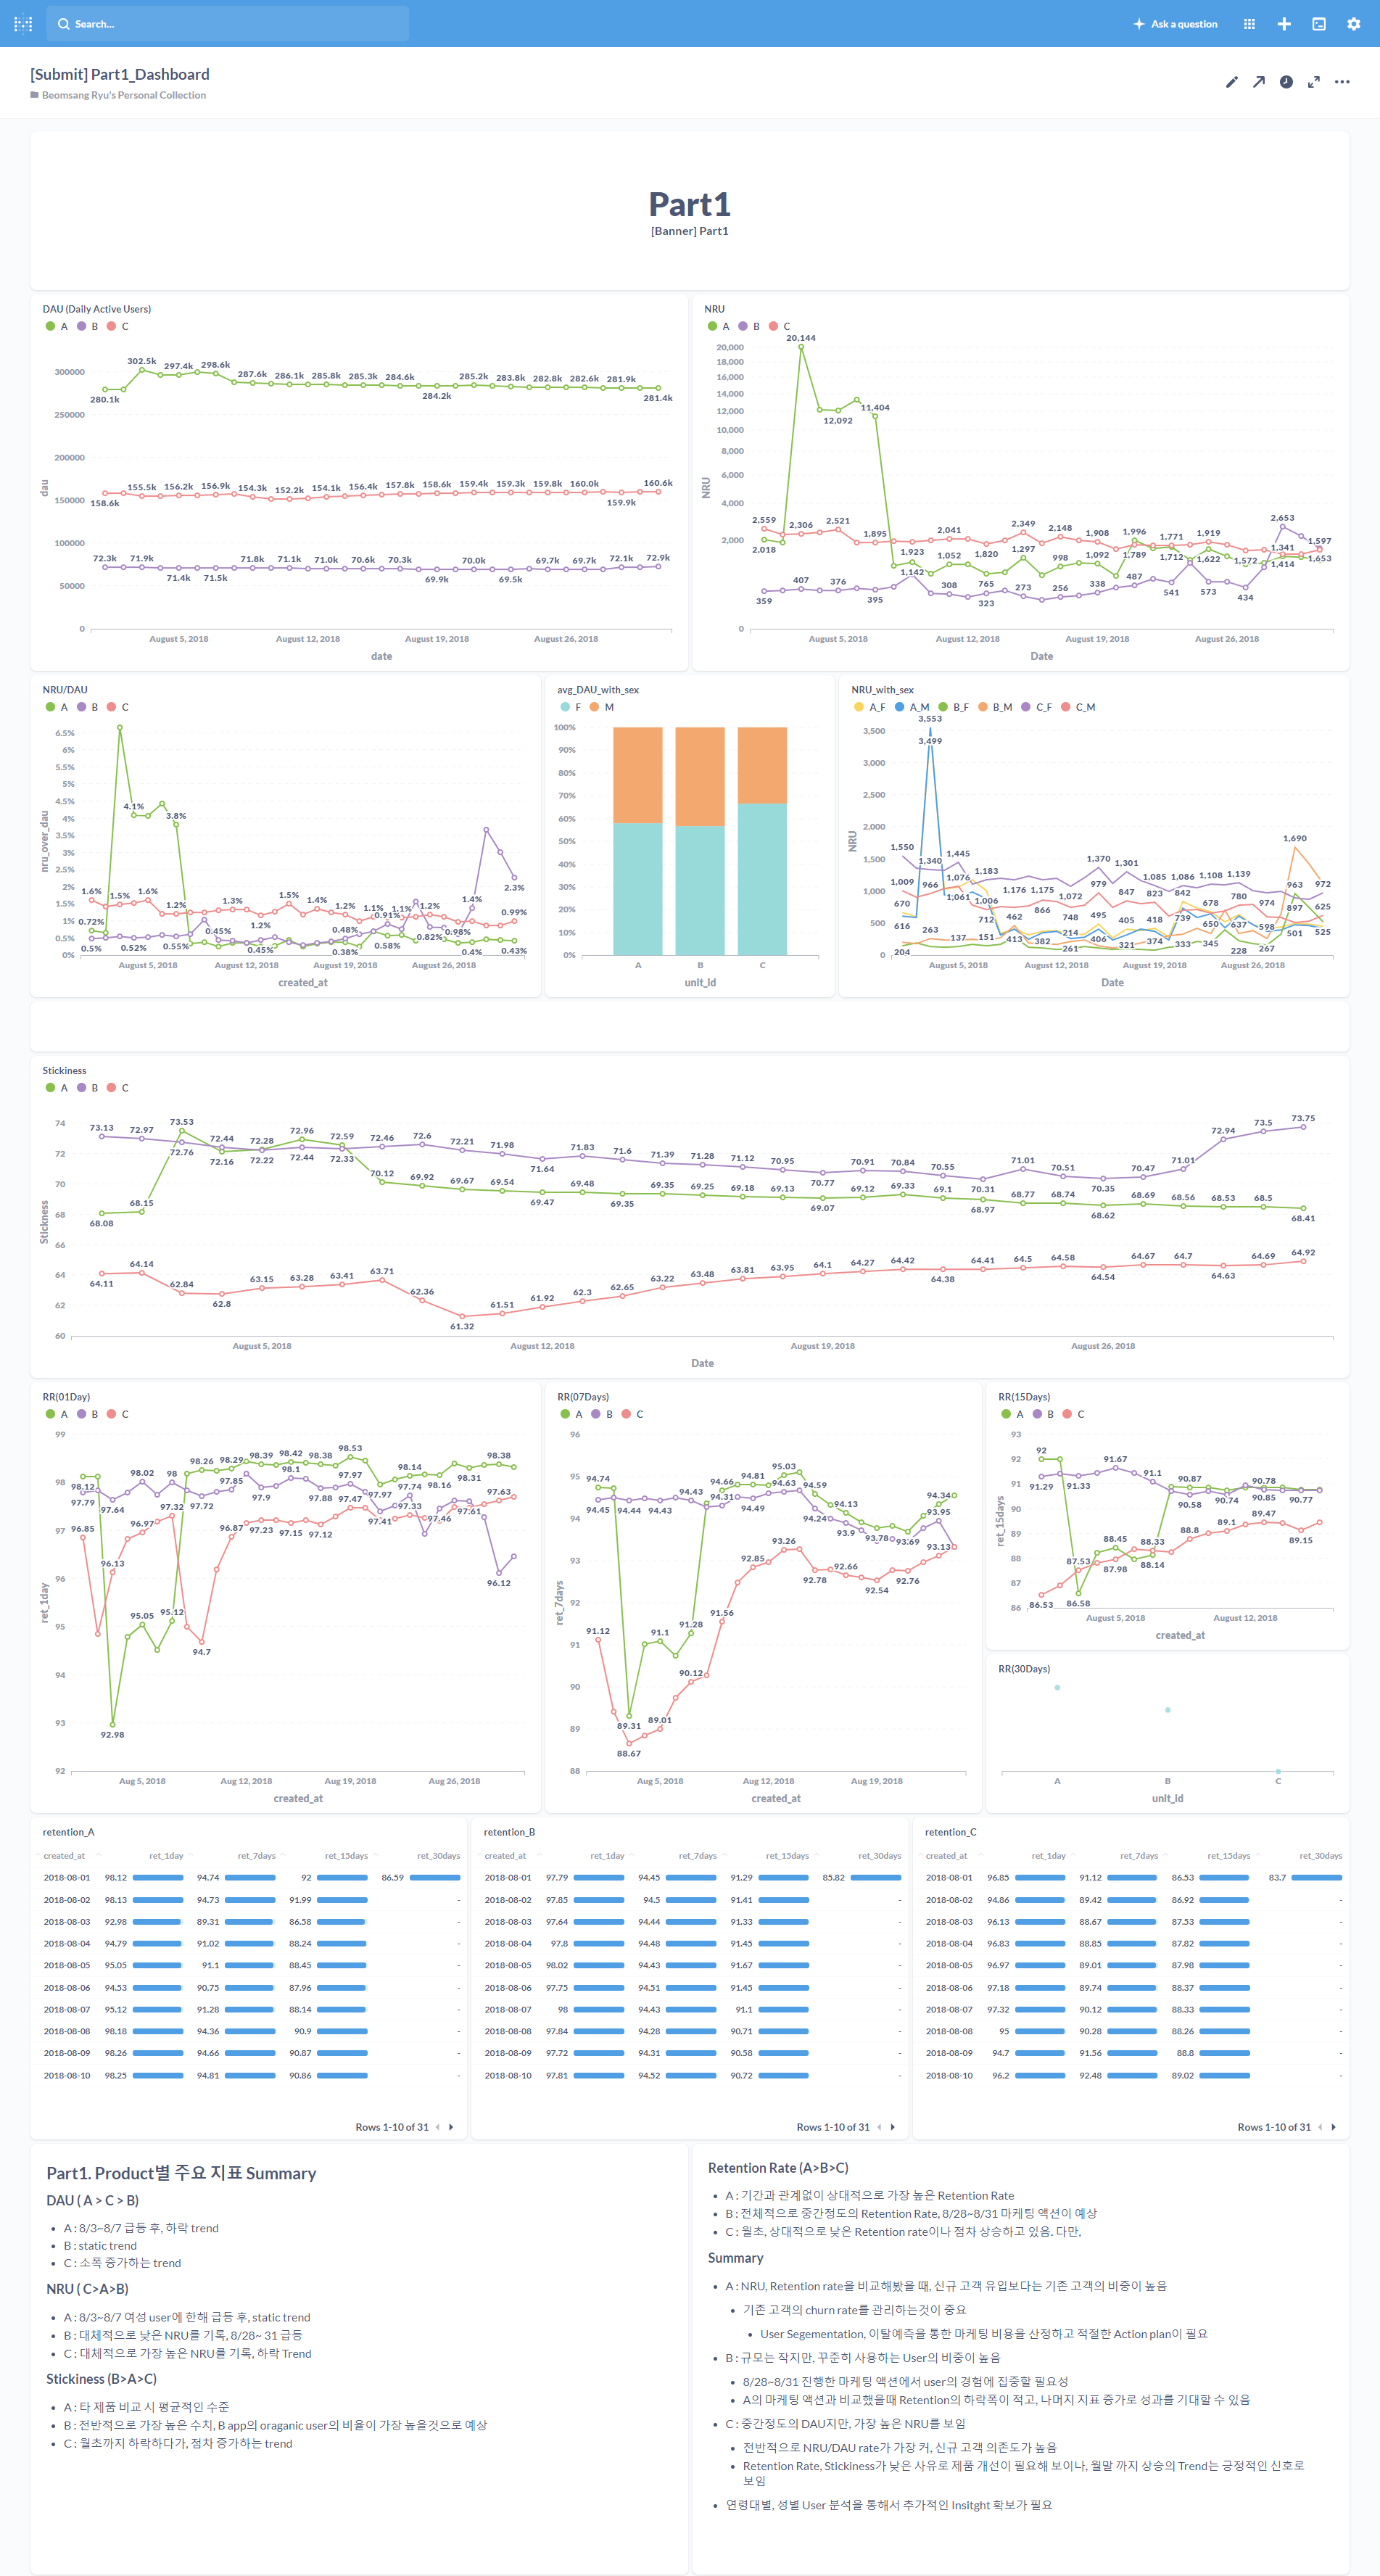 Search...
Ask a question
[Submit] Part1_Dashboard
Beomsang Ryu's Personal Collection
Part1
[Banner] Part1
DAU (Daily Active Users)
A B C
302.5k 297.4k 298.6k 287.6k 286.1k 285.8k 285.3k 284.6k 285.2k 283.8k 282.8k 282.6k 281.9k
280.1k 284.2k 281.4k
155.5k 156.2k 156.9k 154.3k 152.2k 154.1k 156.4k 157.8k 158.6k 159.4k 159.3k 159.8k 160.0k 160.6k
158.6k 159.9k
72.3k 71.9k 71.8k 71.1k 71.0k 70.6k 70.3k 70.0k 69.7k 69.7k 72.1k 72.9k
71.4k 71.5k 69.9k 69.5k
300000
250000
200000
150000
100000
50000
0
dau
August 5, 2018 August 12, 2018 August 19, 2018 August 26, 2018
date
NRU
A B C
20,144
12,092 11,404
2,559 2,306 2,521 1,895 2,041 2,349 2,148 1,908 1,996 1,771 1,919 2,653 1,597
2,018 1,923 1,052 1,820 1,297 998 1,092 1,789 1,712 1,622 1,572 1,341 1,653
1,142 1,414
359 407 376 395 308 765 323 273 256 338 487 541 573 434
20,000
18,000
16,000
14,000
12,000
10,000
8,000
6,000
4,000
2,000
0
NRU
August 5, 2018 August 12, 2018 August 19, 2018 August 26, 2018
Date
NRU/DAU
A B C
6.5%
6%
5.5%
5%
4.5%
4%
3.5%
3%
2.5%
2%
1.5%
1%
0.5%
0%
4.1% 3.8%
1.6% 1.5% 1.6% 1.2% 1.3% 1.2% 1.5% 1.4% 1.2% 1.1% 1.1% 1.2% 1.4% 2.3%
0.72% 0.91% 0.99%
0.5% 0.52% 0.55% 0.45% 0.45% 0.48% 0.38% 0.58% 0.82% 0.98% 0.4% 0.43%
nru_over_dau
August 5, 2018 August 12, 2018 August 19, 2018 August 26, 2018
created_at
avg_DAU_with_sex
F M
100%
90%
80%
70%
60%
50%
40%
30%
20%
10%
0%
A B C
unit_id
NRU_with_sex
A_F A_M B_F B_M C_F C_M
3,553
3,499
3,500
3,000
2,500
2,000
1,500
1,000
500
0
1,550 1,340 1,445 1,183 1,370 1,301 1,690
1,009 966 1,076 1,061 1,006 1,176 1,175 1,072 979 847 1,085 823 1,086 842 1,108 1,139 974 963 972
670 616 712 462 866 748 495 405 418 739 678 650 780 637 598 897 625
204 263 137 151 413 382 214 261 406 321 374 333 345 228 267 501 525
NRU
August 5, 2018 August 12, 2018 August 19, 2018 August 26, 2018
Date
Stickiness
A B C
74
72
70
68
66
64
62
60
73.13 72.97 73.53 72.44 72.28 72.96 72.59 72.46 72.6 72.21 71.98 71.83 71.6 71.39 71.28 71.12 70.95 70.91 70.84 70.55 71.01 70.51 70.47 71.01 72.94 73.5 73.75
72.76 72.16 72.22 72.44 72.33 71.64 70.77 70.31 70.35
68.08 68.15 70.12 69.92 69.67 69.54 69.47 69.48 69.35 69.35 69.25 69.18 69.13 69.07 69.12 69.33 69.1 68.97 68.77 68.74 68.62 68.69 68.56 68.53 68.5 68.41
64.11 64.14 62.84 62.8 63.15 63.28 63.41 63.71 62.36 61.32 61.51 61.92 62.3 62.65 63.22 63.48 63.81 63.95 64.1 64.27 64.42 64.38 64.41 64.5 64.58 64.54 64.67 64.7 64.63 64.69 64.92
Stickness
August 5, 2018 August 12, 2018 August 19, 2018 August 26, 2018
Date
RR(01Day)
A B C
99
98
97
96
95
94
93
92
98.26 98.29 98.39 98.42 98.38 98.53 98.14 98.38
98.12 98.02 98 97.85 98.1 97.97 97.74 98.16 98.31
97.79 97.64 97.72 97.9 97.88 97.97 97.33 97.61 97.63
96.85 96.97 97.32 96.87 97.23 97.15 97.12 97.47 97.41 97.46
96.13 96.12
95.05 95.12
94.7
92.98
ret_1day
Aug 5, 2018 Aug 12, 2018 Aug 19, 2018 Aug 26, 2018
created_at
RR(07Days)
A B C
96
95
94
93
92
91
90
89
88
94.74 94.43 94.66 94.81 95.03 94.59 94.34
94.45 94.44 94.43 94.31 94.49 94.63 94.24 94.13 93.9 93.78 93.69 93.95
91.12 91.1 91.28 91.56 92.85 93.26 92.78 92.66 92.54 92.76 93.13
90.12
89.31 89.01
88.67
ret_7days
Aug 5, 2018 Aug 12, 2018 Aug 19, 2018
created_at
RR(15Days)
A B C
93
92
91
90
89
88
87
86
92 91.67 91.1 90.87 90.78
91.29 91.33 90.58 90.74 90.85 90.77
87.53 88.45 88.33 88.8 89.1 89.47 89.15
86.53 86.58 87.98 88.14
ret_15days
August 5, 2018 August 12, 2018
created_at
RR(30Days)
A B C
unit_id
retention_A
created_at ret_1day ret_7days ret_15days ret_30days
2018-08-01 98.12 94.74 92 86.59
2018-08-02 98.13 94.73 91.99 -
2018-08-03 92.98 89.31 86.58 -
2018-08-04 94.79 91.02 88.24 -
2018-08-05 95.05 91.1 88.45 -
2018-08-06 94.53 90.75 87.96 -
2018-08-07 95.12 91.28 88.14 -
2018-08-08 98.18 94.36 90.9 -
2018-08-09 98.26 94.66 90.87 -
2018-08-10 98.25 94.81 90.86 -
Rows 1-10 of 31
retention_B
created_at ret_1day ret_7days ret_15days ret_30days
2018-08-01 97.79 94.45 91.29 85.82
2018-08-02 97.85 94.5 91.41 -
2018-08-03 97.64 94.44 91.33 -
2018-08-04 97.8 94.48 91.45 -
2018-08-05 98.02 94.43 91.67 -
2018-08-06 97.75 94.51 91.45 -
2018-08-07 98 94.43 91.1 -
2018-08-08 97.84 94.28 90.71 -
2018-08-09 97.72 94.31 90.58 -
2018-08-10 97.81 94.52 90.72 -
Rows 1-10 of 31
retention_C
created_at ret_1day ret_7days ret_15days ret_30days
2018-08-01 96.85 91.12 86.53 83.7
2018-08-02 94.86 89.42 86.92 -
2018-08-03 96.13 88.67 87.53 -
2018-08-04 96.83 88.85 87.82 -
2018-08-05 96.97 89.01 87.98 -
2018-08-06 97.18 89.74 88.37 -
2018-08-07 97.32 90.12 88.33 -
2018-08-08 95 90.28 88.26 -
2018-08-09 94.7 91.56 88.8 -
2018-08-10 96.2 92.48 89.02 -
Rows 1-10 of 31
Part1. Product별 주요 지표 Summary
DAU ( A > C > B)
A : 8/3~8/7 급등 후, 하락 trend
B : static trend
C : 소폭 증가하는 trend
NRU ( C>A>B)
A : 8/3~8/7 여성 user에 한해 급등 후, static trend
B : 대체적으로 낮은 NRU를 기록, 8/28~ 31 급등
C : 대체적으로 가장 높은 NRU를 기록, 하락 Trend
Stickiness (B>A>C)
A : 타 제품 비교 시 평균적인 수준
B : 전반적으로 가장 높은 수치, B app의 oraganic user의 비율이 가장 높을것으로 예상
C : 월초까지 하락하다가, 점차 증가하는 trend
Retention Rate (A>B>C)
A : 기간과 관계없이 상대적으로 가장 높은 Retention Rate
B : 전체적으로 중간정도의 Retention Rate, 8/28~8/31 마케팅 액션이 예상
C : 월초, 상대적으로 낮은 Retention rate이나 점차 상승하고 있음. 다만,
Summary
A : NRU, Retention rate을 비교해봤을 때, 신규 고객 유입보다는 기존 고객의 비중이 높음
기존 고객의 churn rate를 관리하는것이 중요
User Segementation, 이탈예측을 통한 마케팅 비용을 산정하고 적절한 Action plan이 필요
B : 규모는 작지만, 꾸준히 사용하는 User의 비중이 높음
8/28~8/31 진행한 마케팅 액션에서 user의 경험에 집중할 필요성
A의 마케팅 액션과 비교했을때 Retention의 하락폭이 적고, 나머지 지표 증가로 성과를 기대할 수 있음
C : 중간정도의 DAU지만, 가장 높은 NRU를 보임
전반적으로 NRU/DAU rate가 가장 커, 신규 고객 의존도가 높음
Retention Rate, Stickiness가 낮은 사유로 제품 개선이 필요해 보이나, 월말 까지 상승의 Trend는 긍정적인 신호로
보임
연령대별, 성별 User 분석을 통해서 추가적인 Insitght 확보가 필요